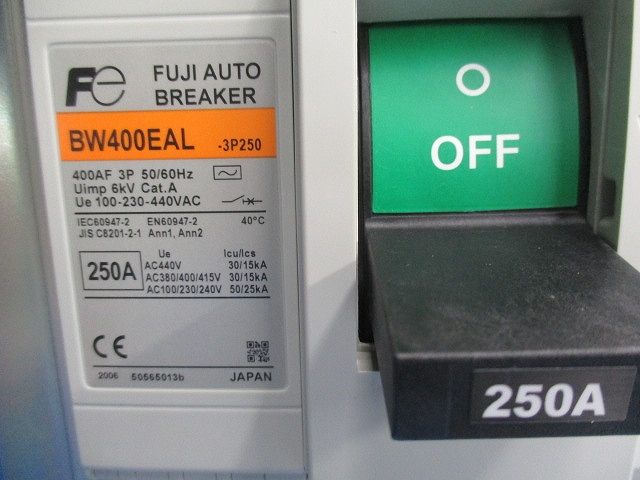 Fe FUJI AUTO
BREAKER
BW400EAL -3P250
400AF 3P 50/60Hz
Uimp 6kV Cat.A
Ue 100-230-440VAC
IEC60947-2 EN60947-2 40°C
JIS C8201-2-1 Ann1, Ann2
Ue Icu/Ics
250A
AC440V 30/15kA
AC380/400/415V 30/15kA
AC100/230/240V 50/25kA
CE
2006 50565013b JAPAN
O
OFF
250A